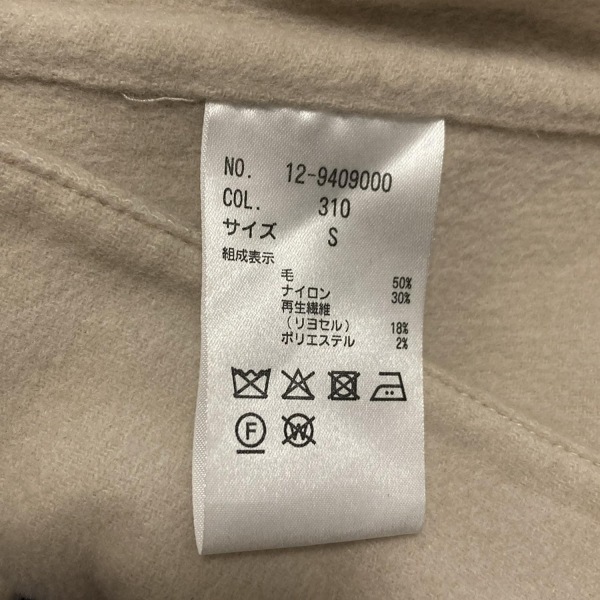 NO. 12-9409000
COL. 310
サイズ S
組成表示
毛 50%
ナイロン 30%
再生繊維
(リヨセル) 18%
ポリエステル 2%
F W